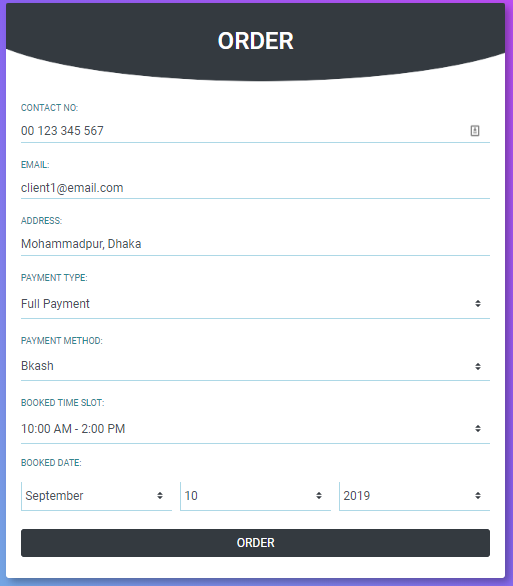 ORDER
CONTACT NO:
00 123 345 567
EMAIL:
client1@email.com
ADDRESS:
Mohammadpur, Dhaka
PAYMENT TYPE:
Full Payment
PAYMENT METHOD:
Bkash
BOOKED TIME SLOT:
10:00 AM - 2:00 PM
BOOKED DATE:
September 10 2019
ORDER